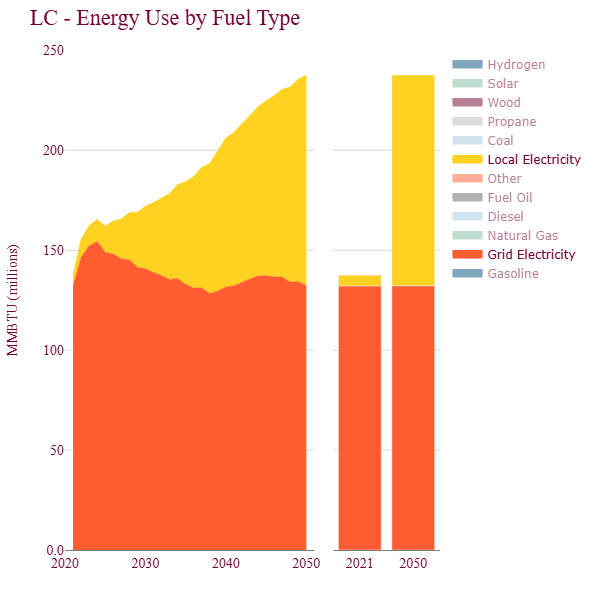 LC - Energy Use by Fuel Type
MMBTU (millions)
250
200
150
100
50
0.0
2020
2030
2040
2050
2021
2050
Hydrogen
Solar
Wood
Propane
Coal
Local Electricity
Other
Fuel Oil
Diesel
Natural Gas
Grid Electricity
Gasoline